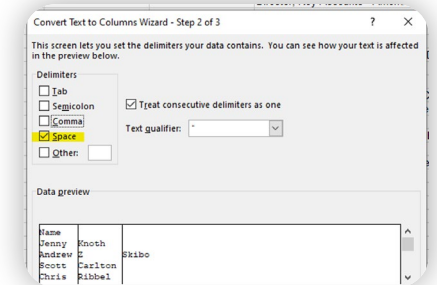 Convert Text to Columns Wizard - Step 2 of 3 ? ×
This screen lets you set the delimiters your data contains. You can see how your text is affected
in the preview below.
Delimiters
Tab
Semicolon
Comma
Space
Other:
Treat consecutive delimiters as one
Text qualifier: "
Data preview
Name
Jenny Knoth
Andrew Z Skibo
Scott Carlton
Chris Ribbel